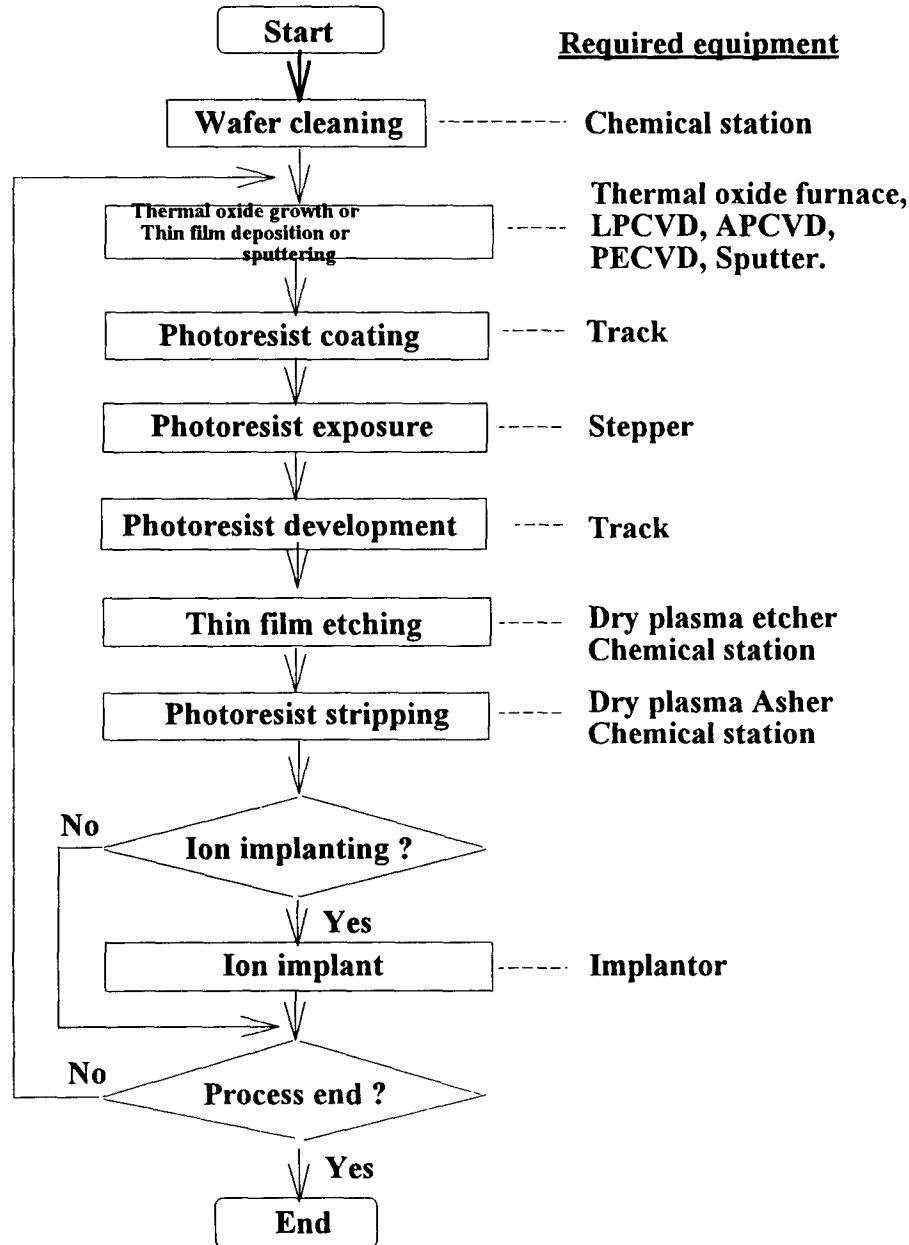 Start
Required equipment
Wafer cleaning
Chemical station
Thermal oxide growth or
Thin film deposition or
sputtering
Thermal oxide furnace,
LPCVD, APCVD,
PECVD, Sputter.
Photoresist coating
Track
Photoresist exposure
Stepper
Photoresist development
Track
Thin film etching
Dry plasma etcher
Chemical station
Photoresist stripping
Dry plasma Asher
Chemical station
No
Ion implanting ?
Yes
Ion implant
Implantor
No
Process end ?
Yes
End